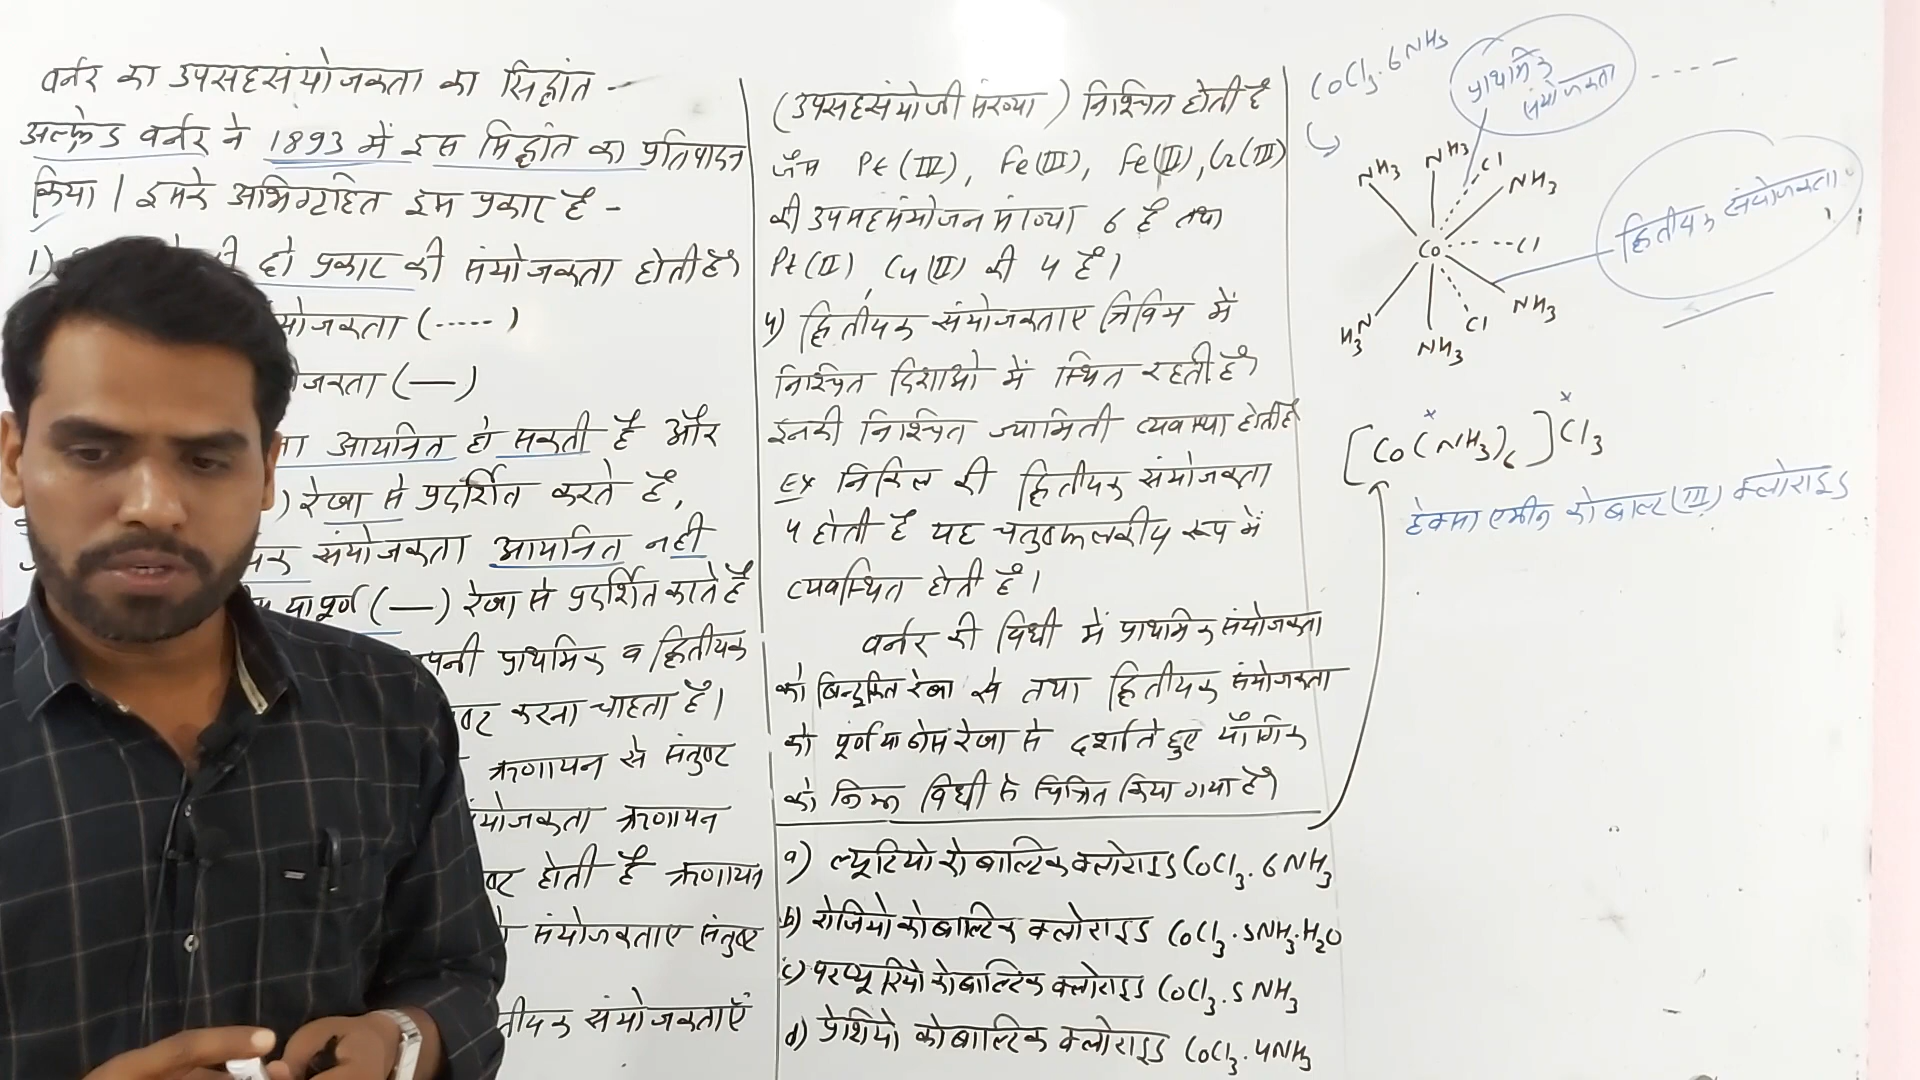 वर्नर का उपसहसंयोजकता का सिद्धांत -
अल्फ्रेड वर्नर ने 1893 में इस सिद्धांत का प्रतिपादन
किया । इसके अभिग्रहित इस प्रकार है -
1) दो प्रकार की संयोजकता होती है
(-----)
(—)
आयनित हो सकती है और
) रेखा से प्रदर्शित करते है,
संयोजकता आयनित नही
या पूर्ण (—) रेखा से प्रदर्शित करते है
प्राथमिक व द्वितीयक
करना चाहता है।
ऋणायन से संतुष्ट
ऋणायन
होती है ऋणायन
संयोजकताए संतुष्ट
संयोजकताएँ
(उपसहसंयोजी संख्या) निश्चित होती है
जैसे Pt(IV), Fe(III), Fe(II), Cr(III)
की उपसहसंयोजन संख्या 6 है तथा
Pt(II) Cu(II) की 4 है।
4) द्वितीयक संयोजकताए त्रिविम में
निश्चित दिशाओ में स्थित रहती है
इनकी निश्चित ज्यामिती व्यवस्था होती है
Ex निकिल की द्वितीयक संयोजकता
4 होती है यह चतुष्फलकीय रूप में
व्यवस्थित होती है।
वर्नर की विधी में प्राथमिक संयोजकता
को बिन्दुकित रेखा से तथा द्वितीयक संयोजकता
को पूर्ण या ठोस रेखा से दर्शाते हुए यौगिक
को निम्न विधी से चित्रित किया गया है।
a) ल्यूटियो कोबाल्टिक क्लोराइड CoCl3.6NH3
b) रोजियो कोबाल्टिक क्लोराइड CoCl3.5NH3.H2O
c) परप्यूरियो कोबाल्टिक क्लोराइड CoCl3.5NH3
d) प्रेशियो कोबाल्टिक क्लोराइड CoCl3.4NH3
CoCl3.6NH3
प्राथमिक
संयोजकता
-----
NH3 NH3 Cl NH3
Co Cl
द्वितीयक संयोजकता
H3N NH3 Cl NH3
[Co(NH3)6]Cl3
हेक्सा एमीन कोबाल्ट (III) क्लोराइड